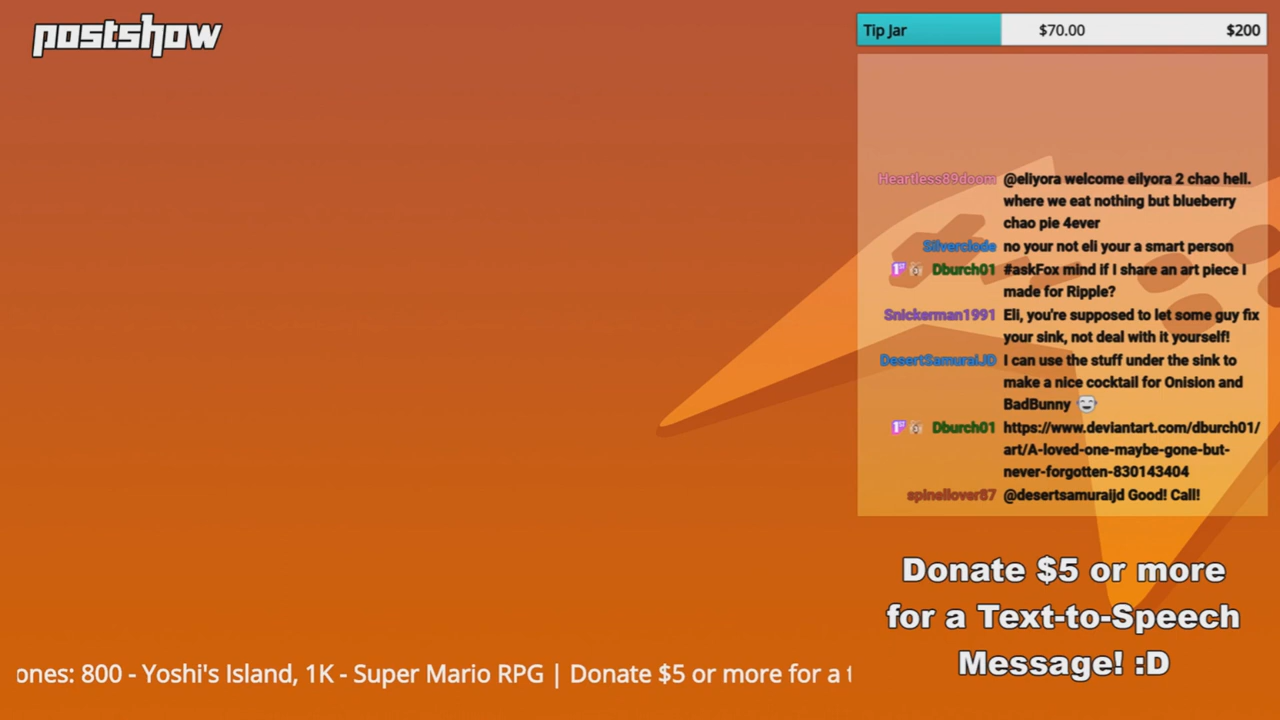 postshow
Tip Jar $70.00 $200
Heartless89doom @eliyora welcome eilyora 2 chao hell.
where we eat nothing but blueberry
chao pie 4ever
Silverclode no your not eli your a smart person
Dburch01 #askFox mind if I share an art piece I
made for Ripple?
Snickerman1991 Eli, you're supposed to let some guy fix
your sink, not deal with it yourself!
DesertSamuraiJD I can use the stuff under the sink to
make a nice cocktail for Onision and
BadBunny
Dburch01 https://www.deviantart.com/dburch01/
art/A-loved-one-maybe-gone-but-
never-forgotten-830143404
spinellover87 @desertsamuraijd Good! Call!
Donate $5 or more
for a Text-to-Speech
Message! :D
ones: 800 - Yoshi's Island, 1K - Super Mario RPG | Donate $5 or more for a t